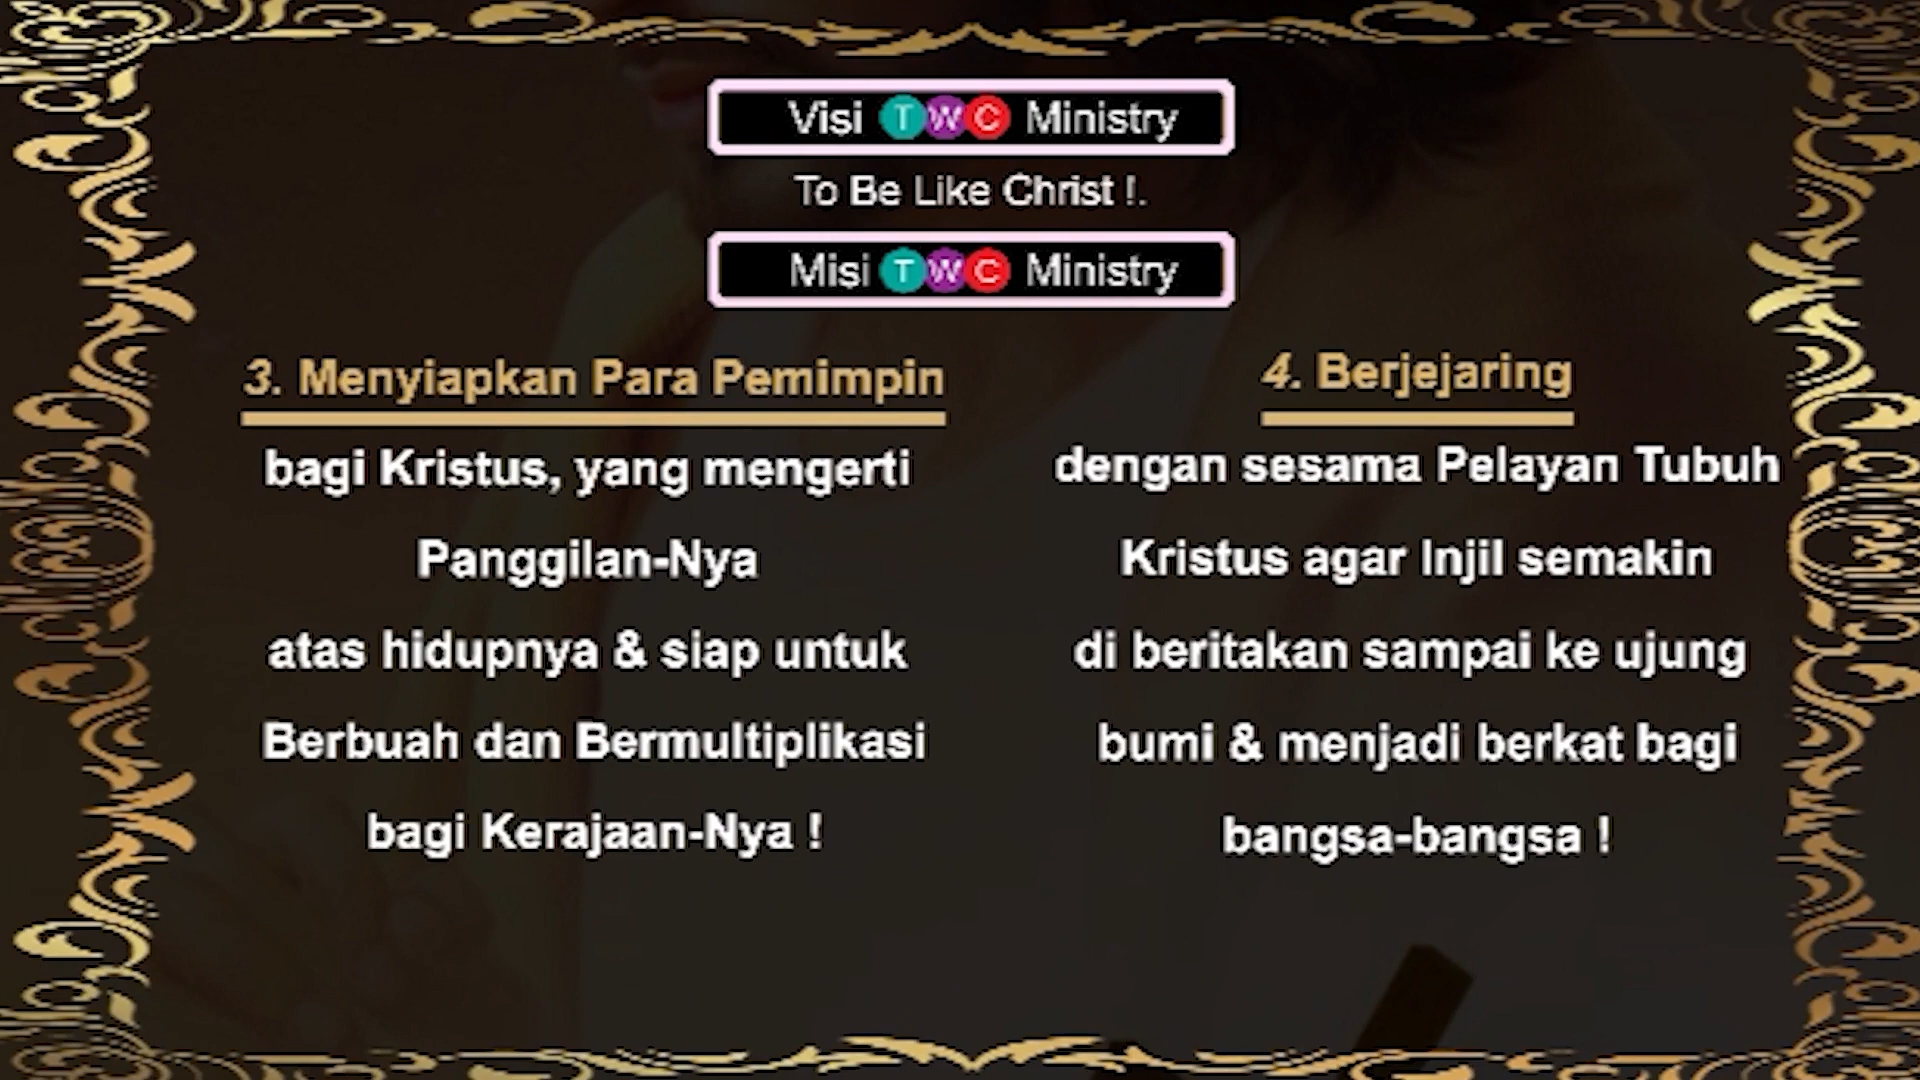 Visi TWC Ministry
To Be Like Christ !.
Misi TWC Ministry
3. Menyiapkan Para Pemimpin
bagi Kristus, yang mengerti
Panggilan-Nya
atas hidupnya & siap untuk
Berbuah dan Bermultiplikasi
bagi Kerajaan-Nya !
4. Berjejaring
dengan sesama Pelayan Tubuh
Kristus agar Injil semakin
di beritakan sampai ke ujung
bumi & menjadi berkat bagi
bangsa-bangsa !